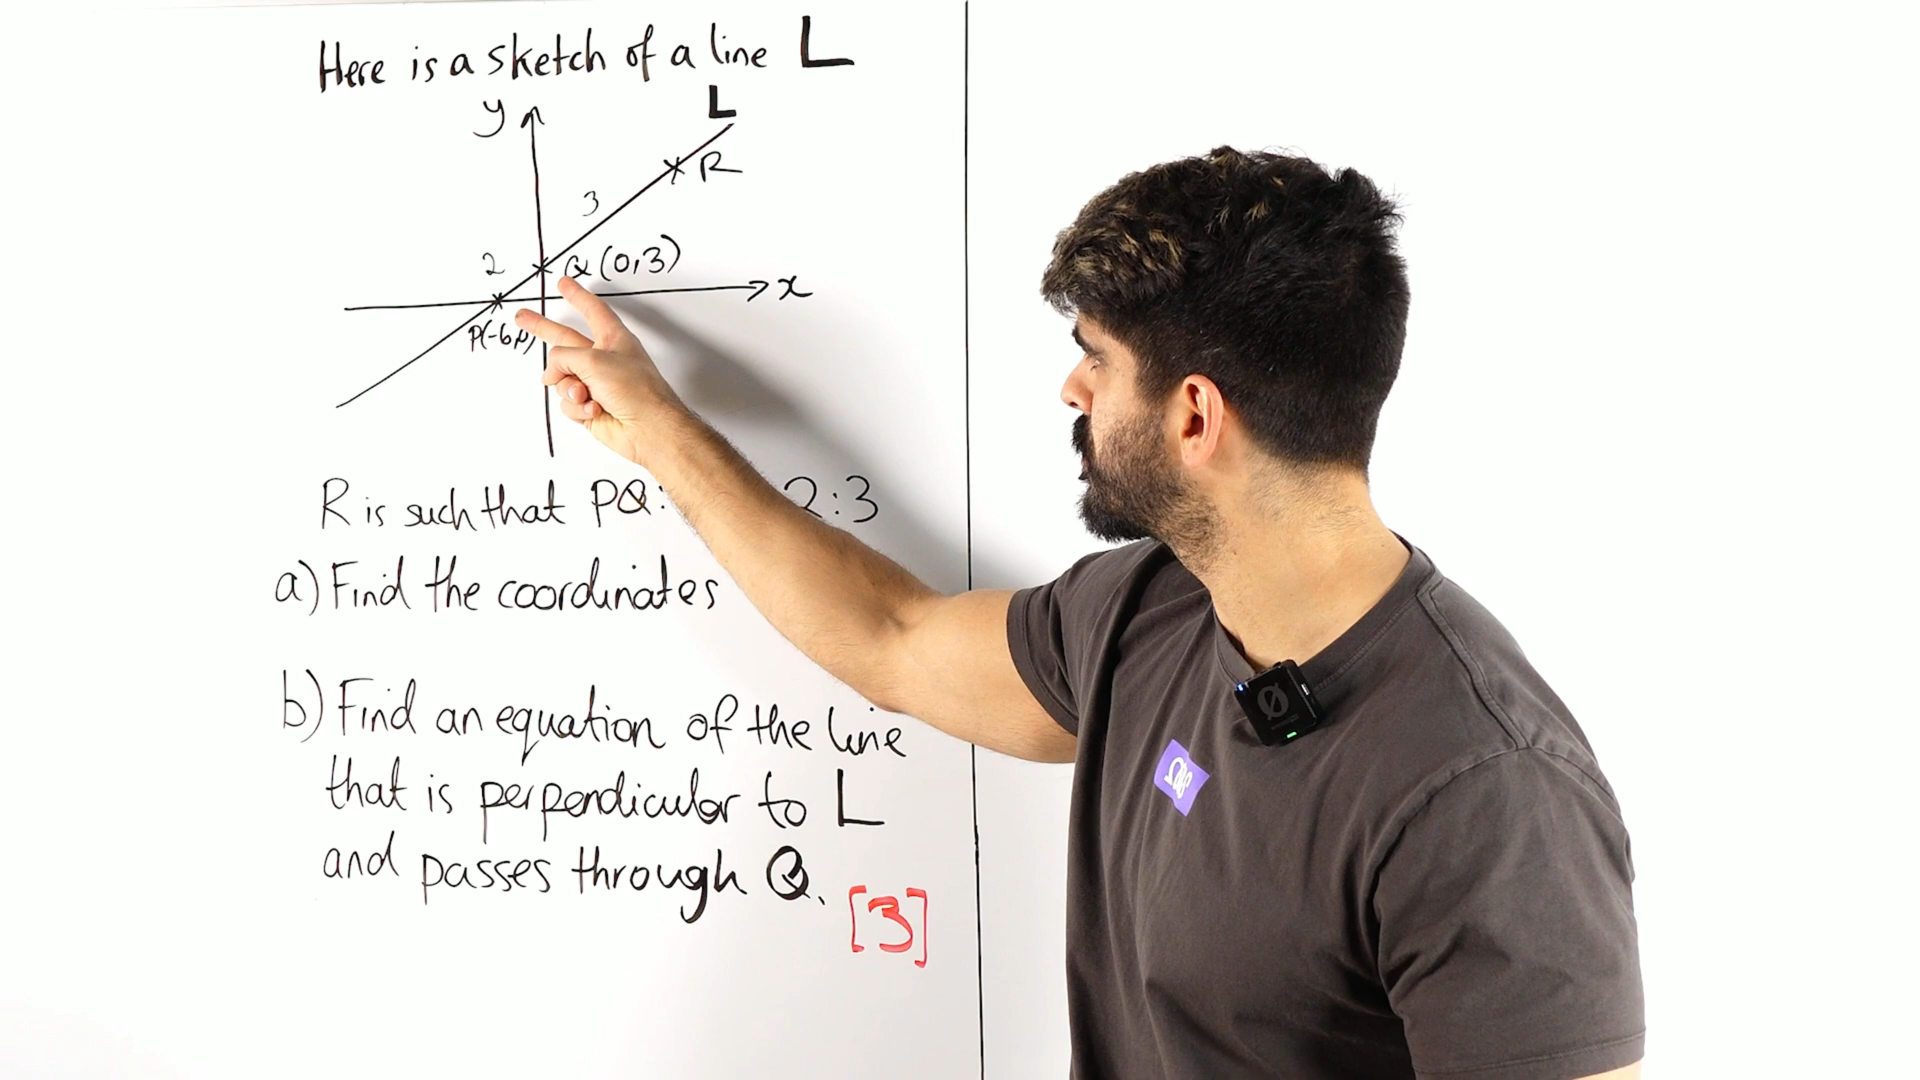 Here is a sketch of a line L
L
y
R
3
2
Q (0,3)
x
P(-6,
R is such that PQ: 2:3
a) Find the coordinates
b) Find an equation of the line
that is perpendicular to L
and passes through Q.
[3]